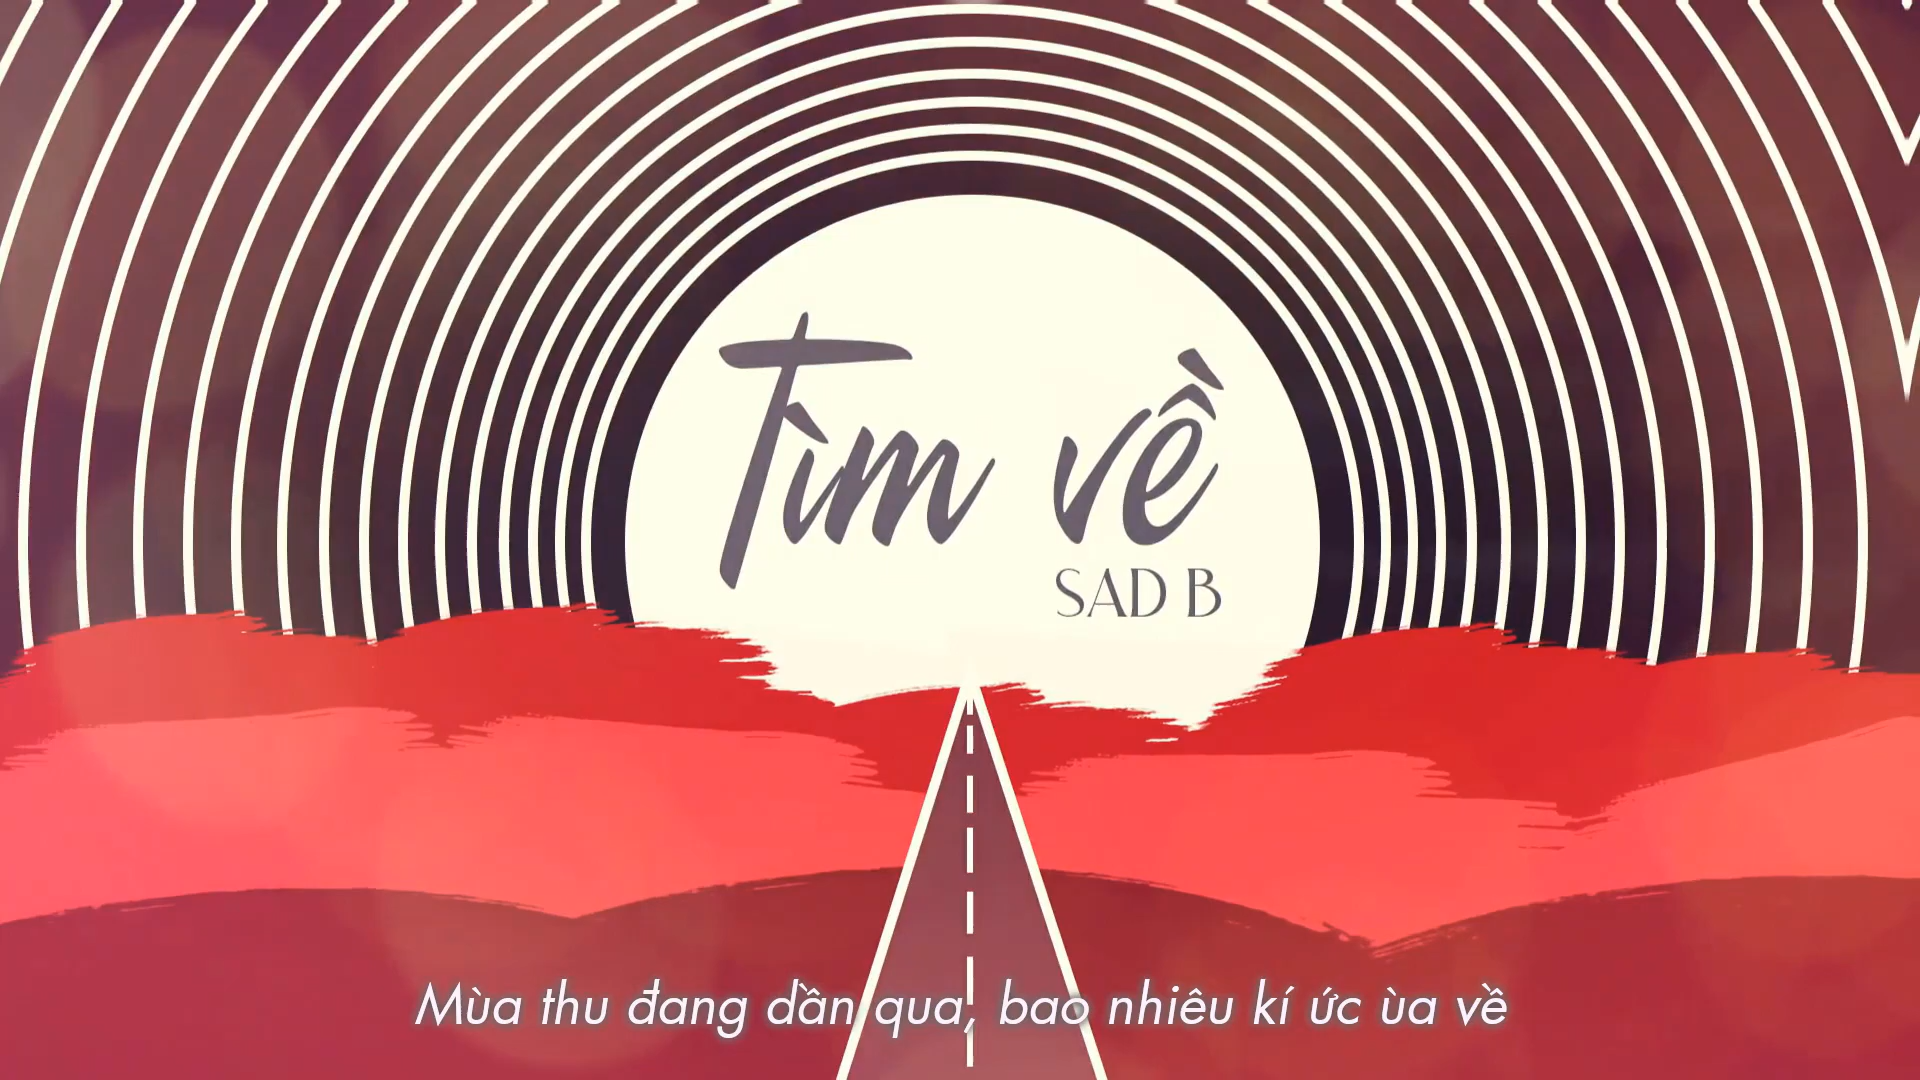 Tìm về
SAD B
Mùa thu đang dần qua, bao nhiêu kí ức ùa về